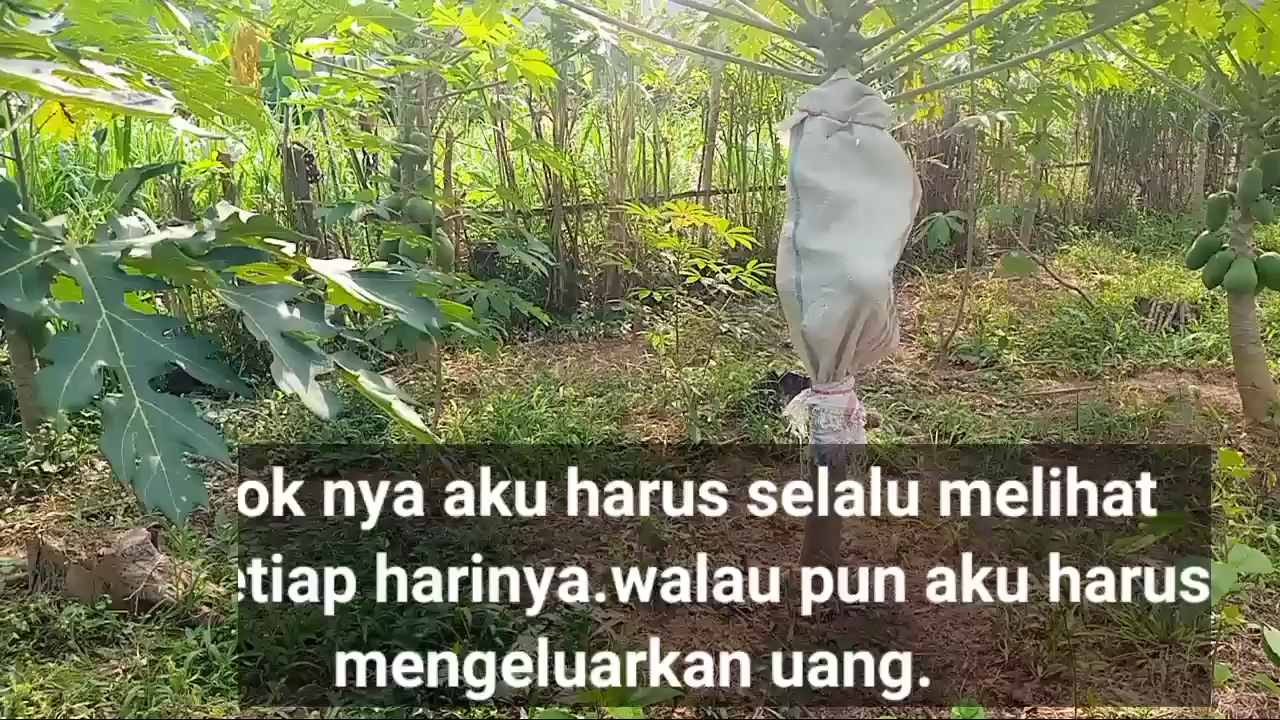 ok nya aku harus selalu melihat
etiap harinya.walau pun aku harus
mengeluarkan uang.